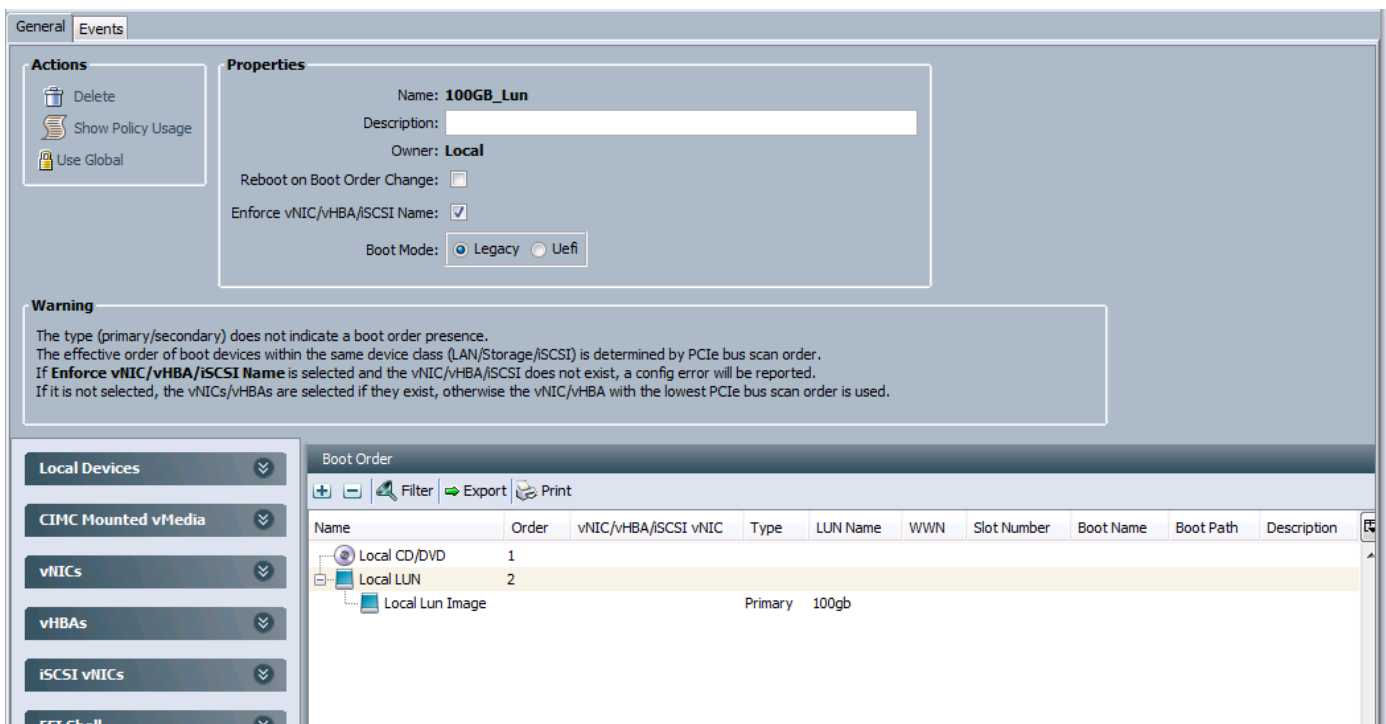 General Events
Actions
Delete
Show Policy Usage
Use Global
Properties
Name: 100GB_Lun
Description:
Owner: Local
Reboot on Boot Order Change:
Enforce vNIC/vHBA/iSCSI Name:
Boot Mode: Legacy Uefi
Warning
The type (primary/secondary) does not indicate a boot order presence.
The effective order of boot devices within the same device class (LAN/Storage/iSCSI) is determined by PCIe bus scan order.
If Enforce vNIC/vHBA/iSCSI Name is selected and the vNIC/vHBA/iSCSI does not exist, a config error will be reported.
If it is not selected, the vNICs/vHBAs are selected if they exist, otherwise the vNIC/vHBA with the lowest PCIe bus scan order is used.
Local Devices
CIMC Mounted vMedia
vNICs
vHBAs
iSCSI vNICs
EFI Shell
Boot Order
Filter Export Print
Name Order vNIC/vHBA/iSCSI vNIC Type LUN Name WWN Slot Number Boot Name Boot Path Description
Local CD/DVD 1
Local LUN 2
Local Lun Image Primary 100gb